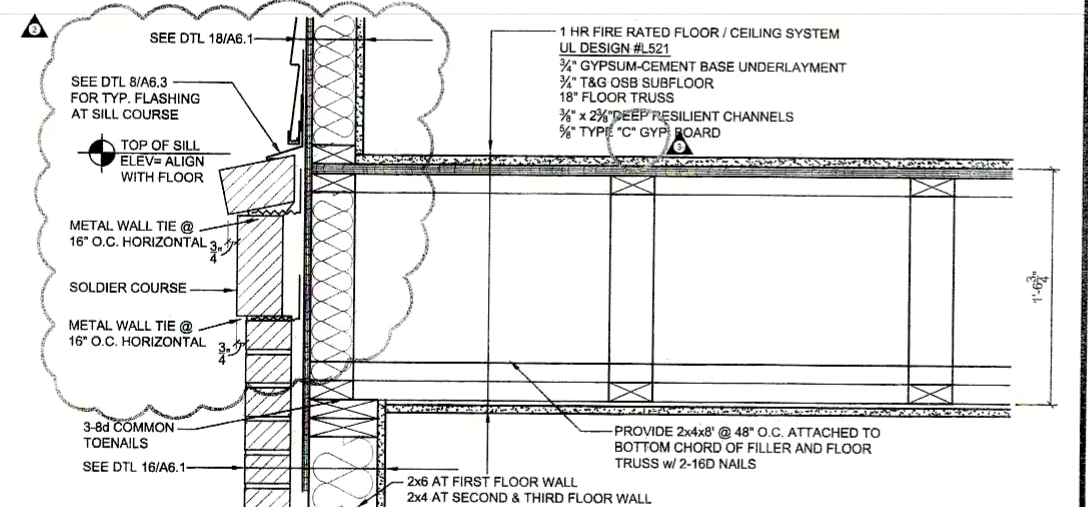 2
SEE DTL 18/A6.1
SEE DTL 8/A6.3
FOR TYP. FLASHING
AT SILL COURSE
TOP OF SILL
ELEV= ALIGN
WITH FLOOR
METAL WALL TIE @
16" O.C. HORIZONTAL
3/4"
SOLDIER COURSE
METAL WALL TIE @
16" O.C. HORIZONTAL
3/4"
3-8d COMMON
TOENAILS
SEE DTL 16/A6.1
1 HR FIRE RATED FLOOR / CEILING SYSTEM
UL DESIGN #L521
3/4" GYPSUM-CEMENT BASE UNDERLAYMENT
3/4" T&G OSB SUBFLOOR
18" FLOOR TRUSS
3/8" x 2 3/8" DEEP RESILIENT CHANNELS
5/8" TYPE "C" GYP BOARD
3
1'-6 3/4"
PROVIDE 2x4x8' @ 48" O.C. ATTACHED TO
BOTTOM CHORD OF FILLER AND FLOOR
TRUSS w/ 2-16D NAILS
2x6 AT FIRST FLOOR WALL
2x4 AT SECOND & THIRD FLOOR WALL